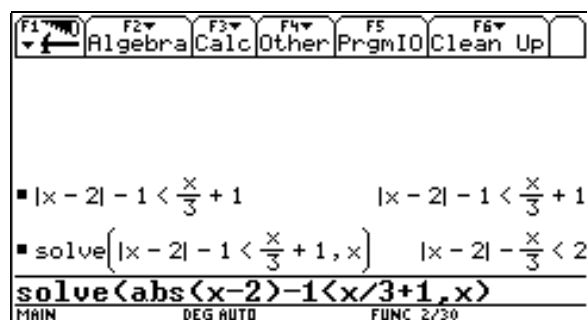 F1 F2 F3 F4 F5 F6
Algebra Calc Other PrgmIO Clean Up
|x - 2| - 1 < x/3 + 1 |x - 2| - 1 < x/3 + 1
solve(|x - 2| - 1 < x/3 + 1, x) |x - 2| - x/3 < 2
solve(abs(x-2)-1<x/3+1,x)
MAIN DEG AUTO FUNC 2/30